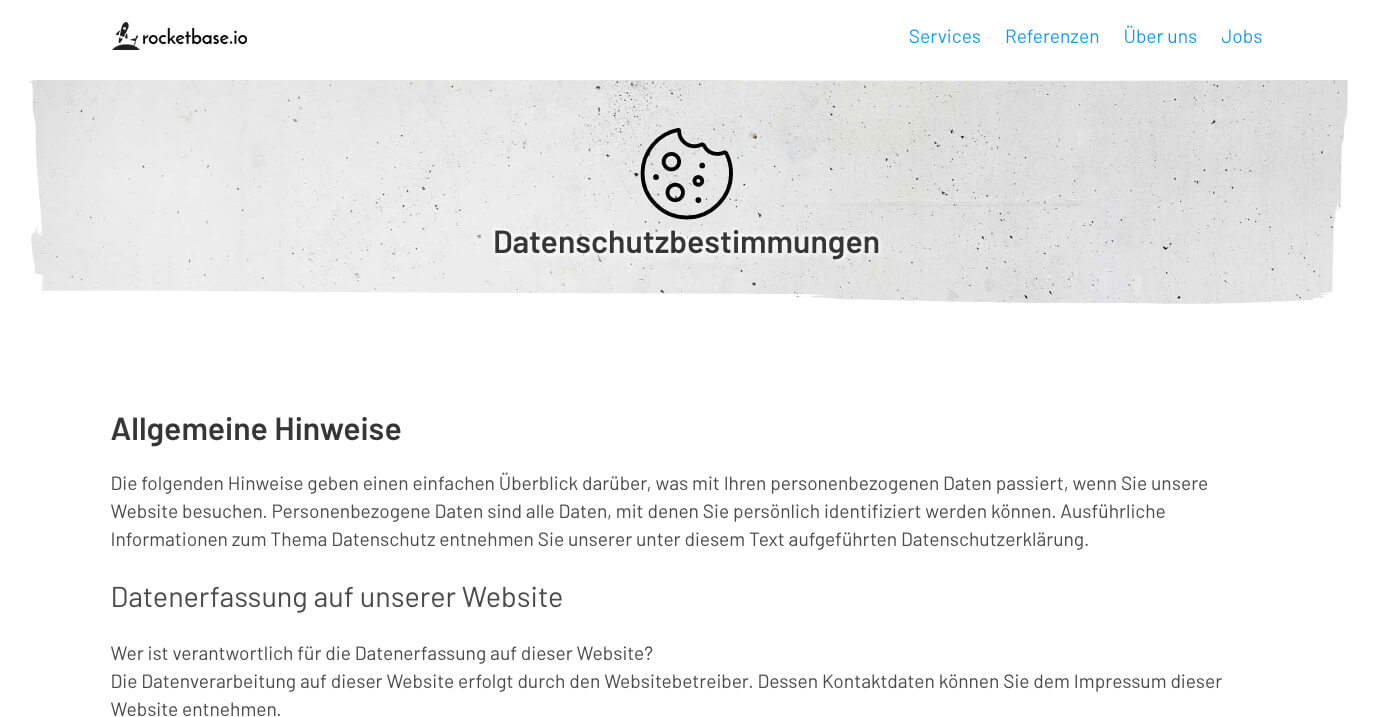 rocketbase.io
Services Referenzen Über uns Jobs
Datenschutzbestimmungen
Allgemeine Hinweise
Die folgenden Hinweise geben einen einfachen Überblick darüber, was mit Ihren personenbezogenen Daten passiert, wenn Sie unsere
Website besuchen. Personenbezogene Daten sind alle Daten, mit denen Sie persönlich identifiziert werden können. Ausführliche
Informationen zum Thema Datenschutz entnehmen Sie unserer unter diesem Text aufgeführten Datenschutzerklärung.
Datenerfassung auf unserer Website
Wer ist verantwortlich für die Datenerfassung auf dieser Website?
Die Datenverarbeitung auf dieser Website erfolgt durch den Websitebetreiber. Dessen Kontaktdaten können Sie dem Impressum dieser
Website entnehmen.